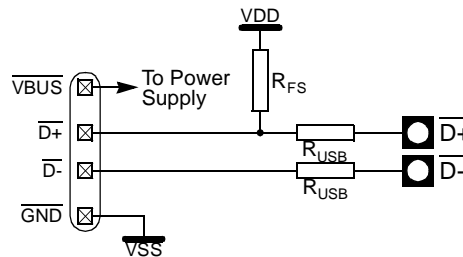 VDD
VBUS
To Power
Supply
RFS
D+
D+
RUSB
D-
D-
RUSB
GND
VSS